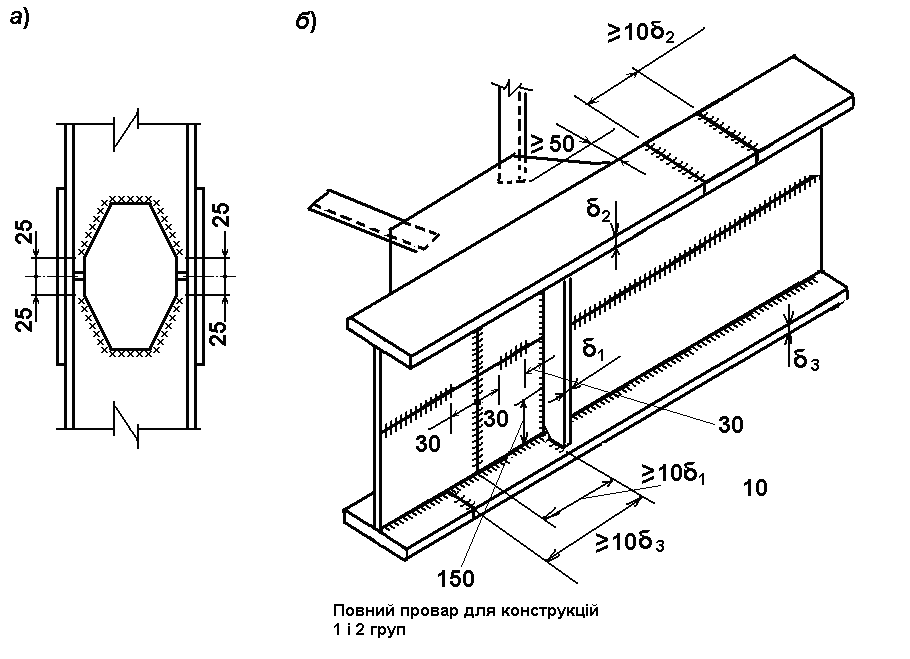 а)
25
25
25
25
б)
≥10δ2
≥50
δ2
δ1
δ3
30
30
30
≥10δ1
10
≥10δ3
150
Повний провар для конструкцій
1 і 2 груп